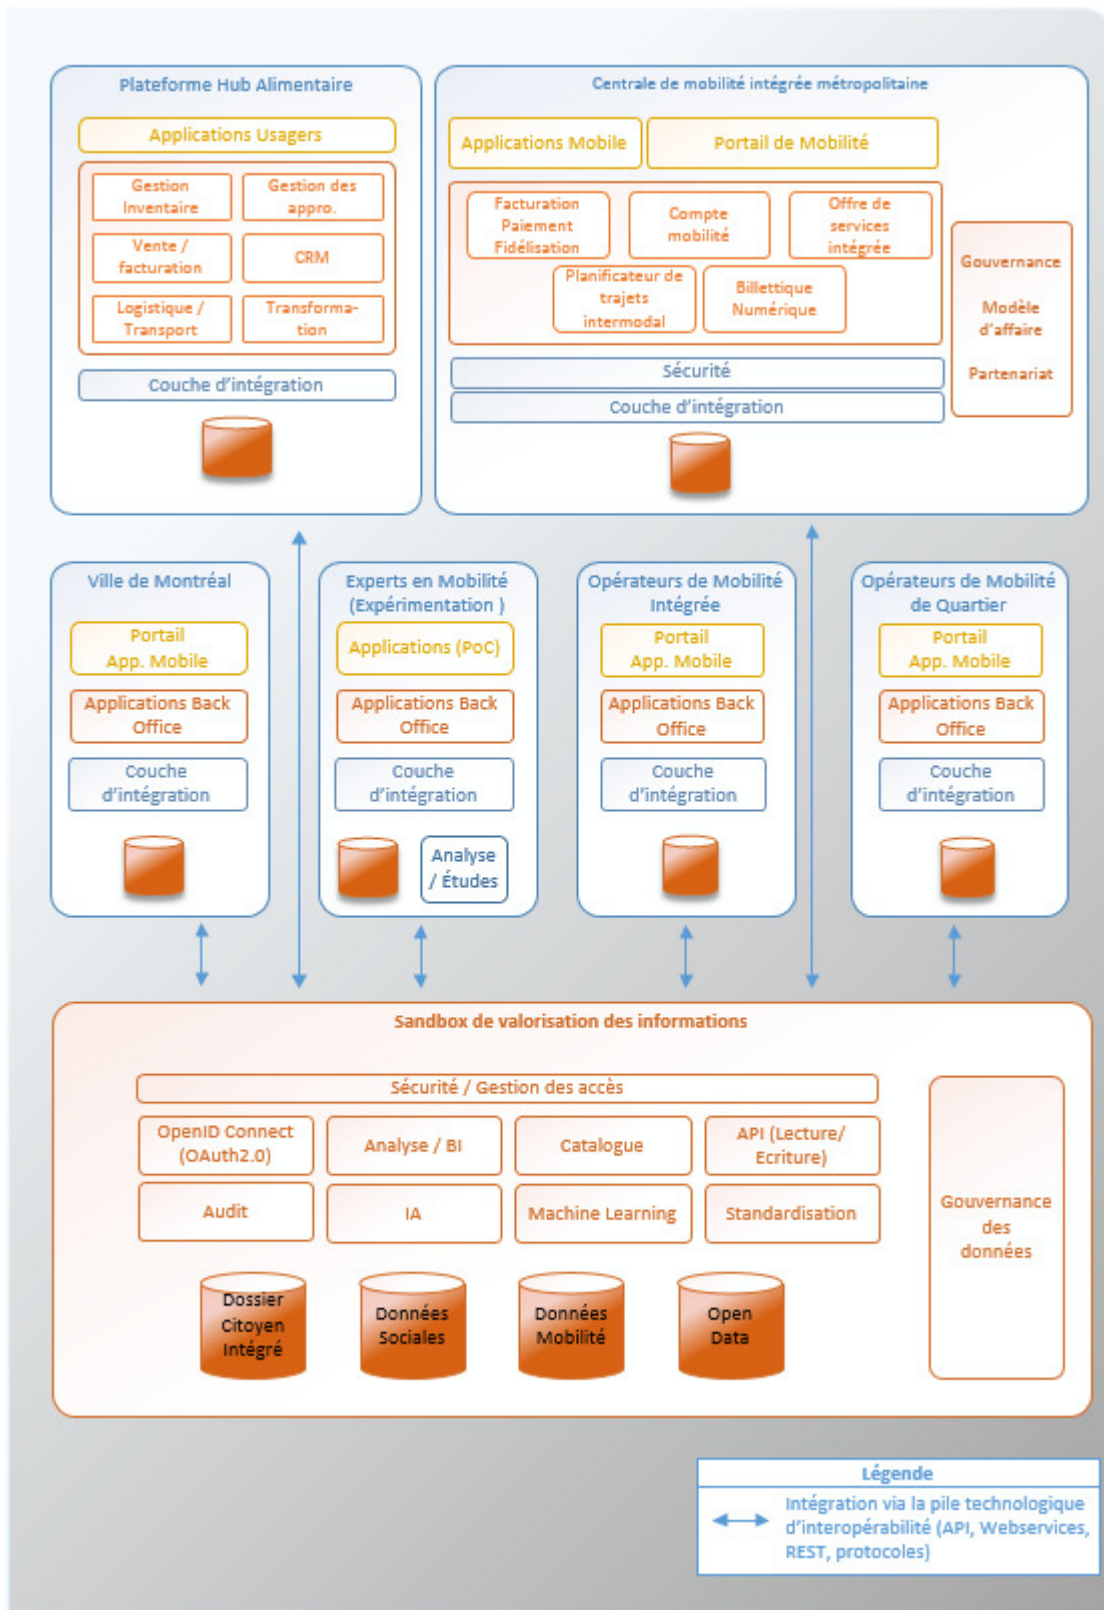 Plateforme Hub Alimentaire
Applications Usagers
Gestion
Inventaire
Gestion des
appro.
Vente /
facturation
CRM
Logistique /
Transport
Transforma-
tion
Couche d'intégration
Centrale de mobilité intégrée métropolitaine
Applications Mobile
Portail de Mobilité
Facturation
Paiement
Fidélisation
Compte
mobilité
Offre de
services
intégrée
Planificateur de
trajets
intermodal
Billettique
Numérique
Gouvernance
Modèle
d'affaire
Partenariat
Sécurité
Couche d'intégration
Ville de Montréal
Portail
App. Mobile
Applications Back
Office
Couche
d'intégration
Experts en Mobilité
(Expérimentation )
Applications (PoC)
Applications Back
Office
Couche
d'intégration
Analyse
/ Études
Opérateurs de Mobilité
Intégrée
Portail
App. Mobile
Applications Back
Office
Couche
d'intégration
Opérateurs de Mobilité
de Quartier
Portail
App. Mobile
Applications Back
Office
Couche
d'intégration
Sandbox de valorisation des informations
Sécurité / Gestion des accès
OpenID Connect
(OAuth2.0)
Analyse / BI
Catalogue
API (Lecture/
Ecriture)
Audit
IA
Machine Learning
Standardisation
Gouvernance
des
données
Dossier
Citoyen
Intégré
Données
Sociales
Données
Mobilité
Open
Data
Légende
Intégration via la pile technologique
d'interopérabilité (API, Webservices,
REST, protocoles)